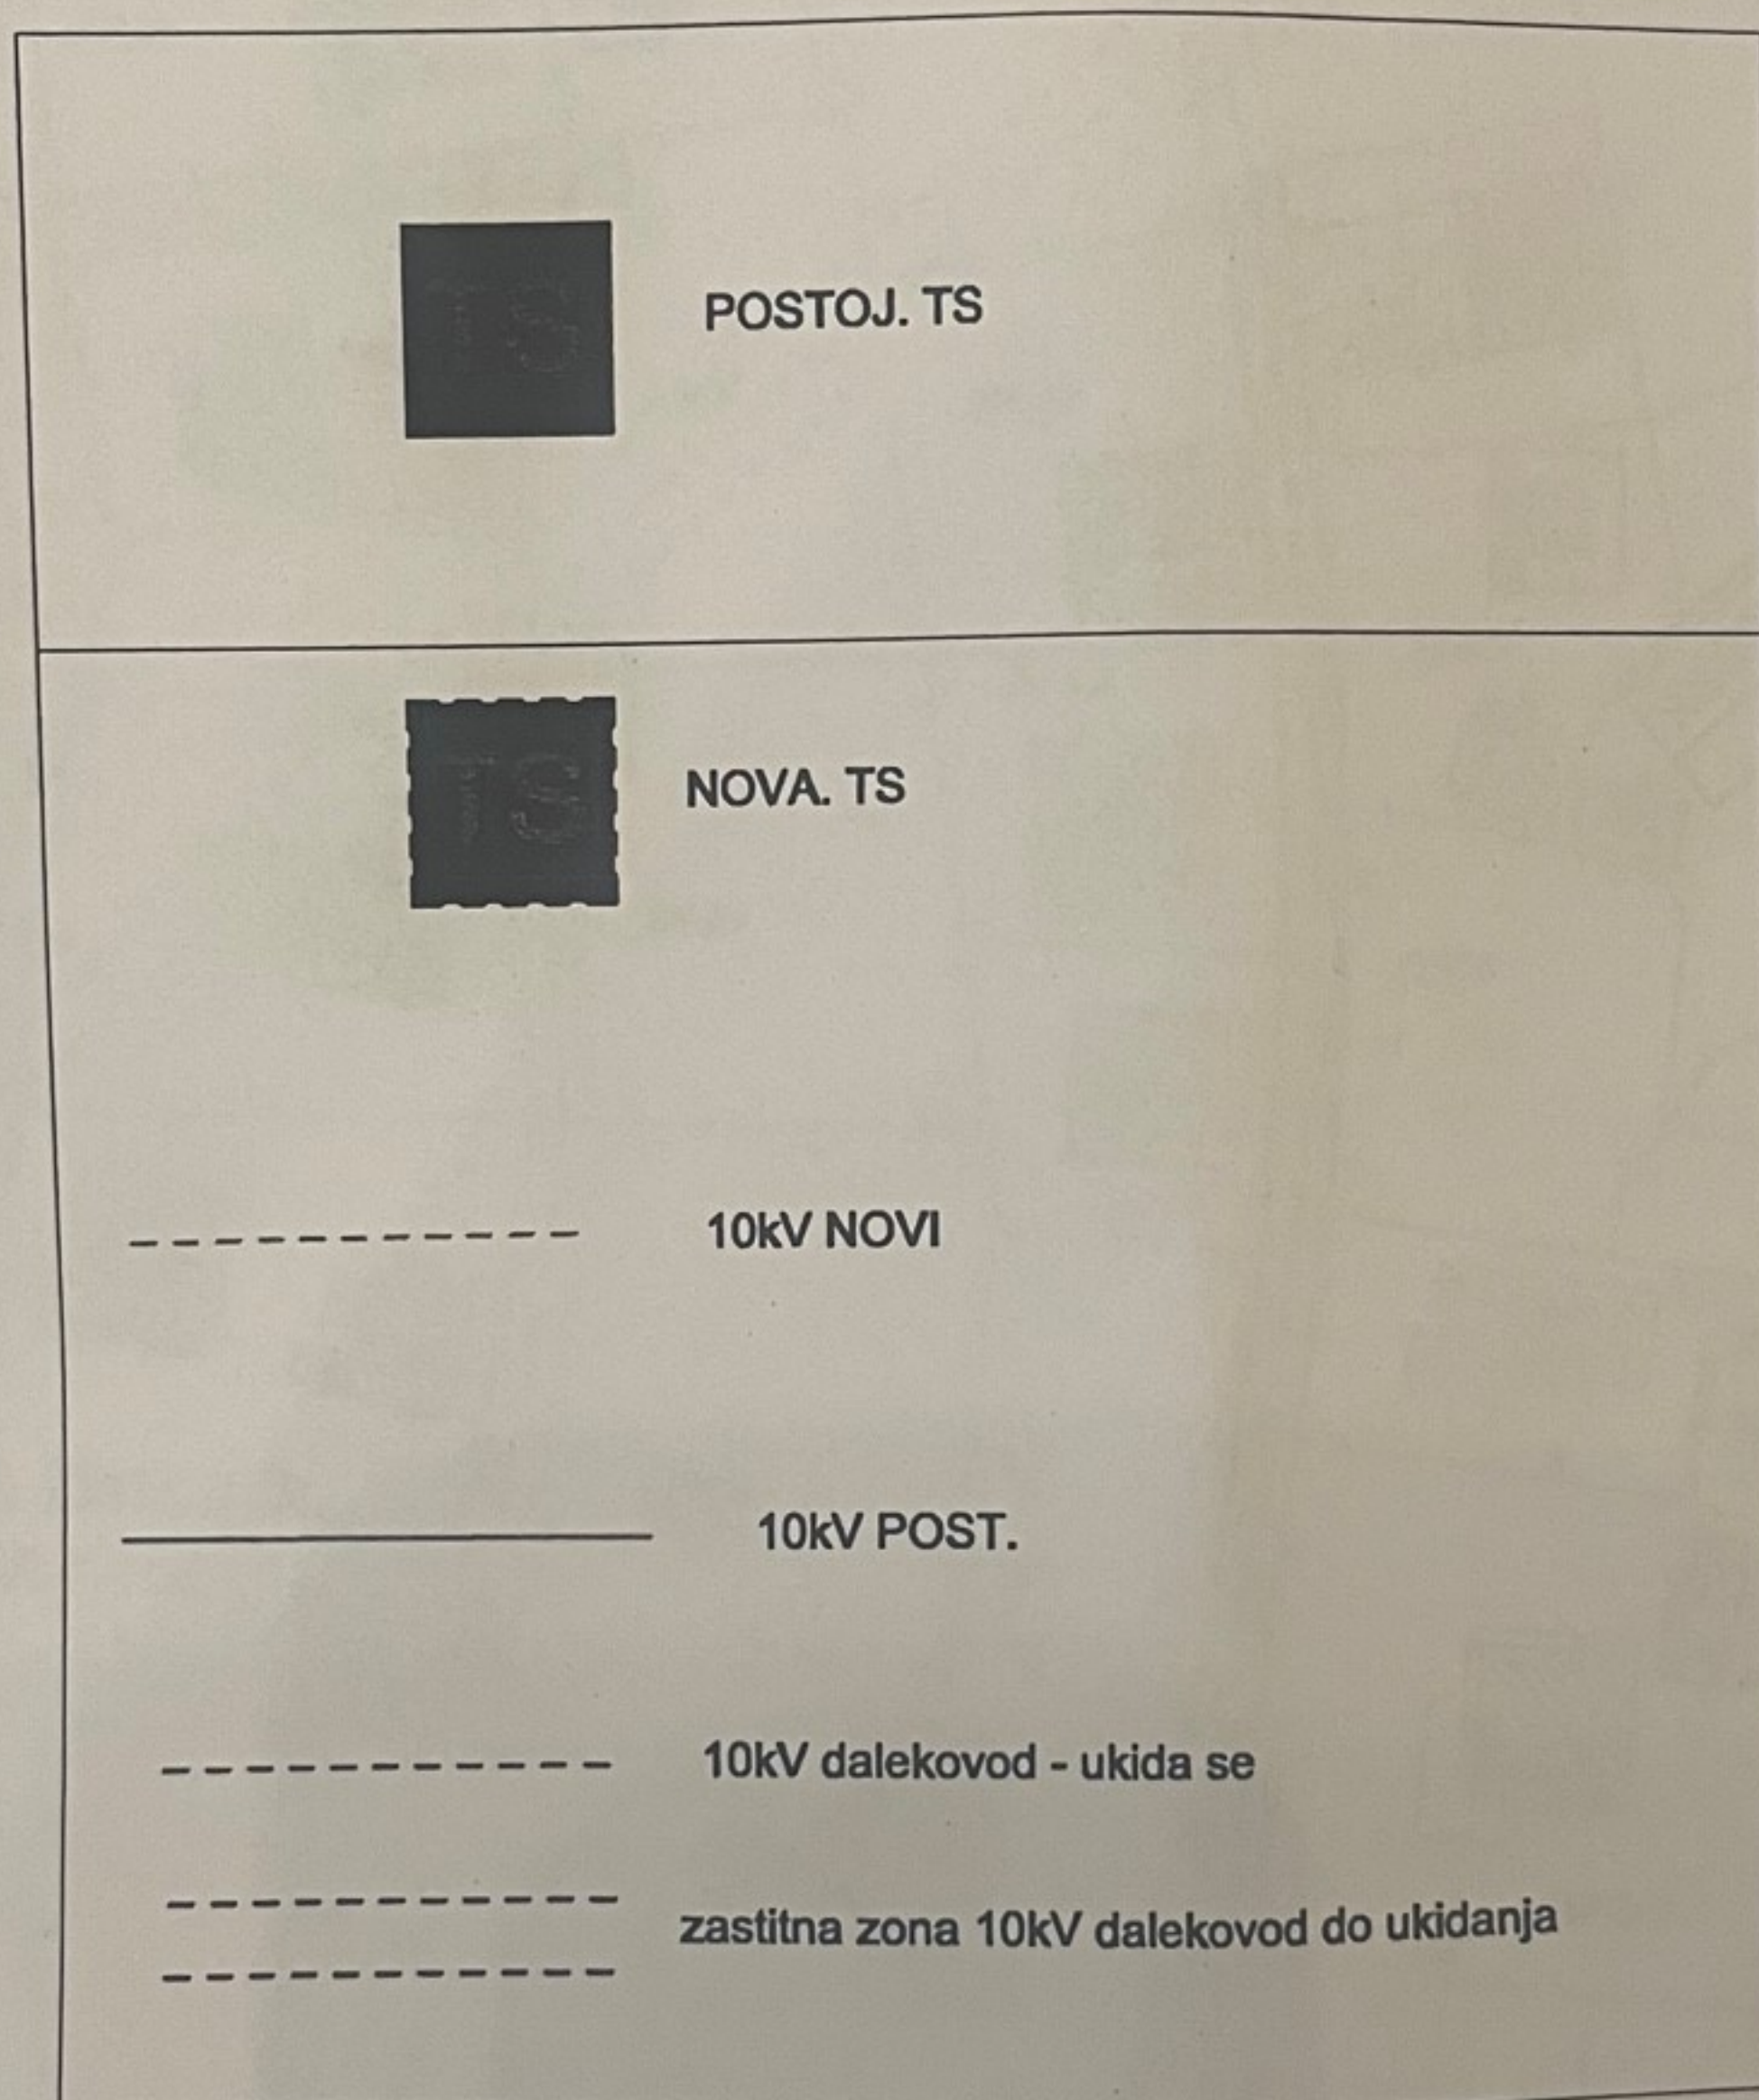 TS POSTOJ. TS
TS NOVA. TS
10kV NOVI
10kV POST.
10kV dalekovod - ukida se
zastitna zona 10kV dalekovod do ukidanja